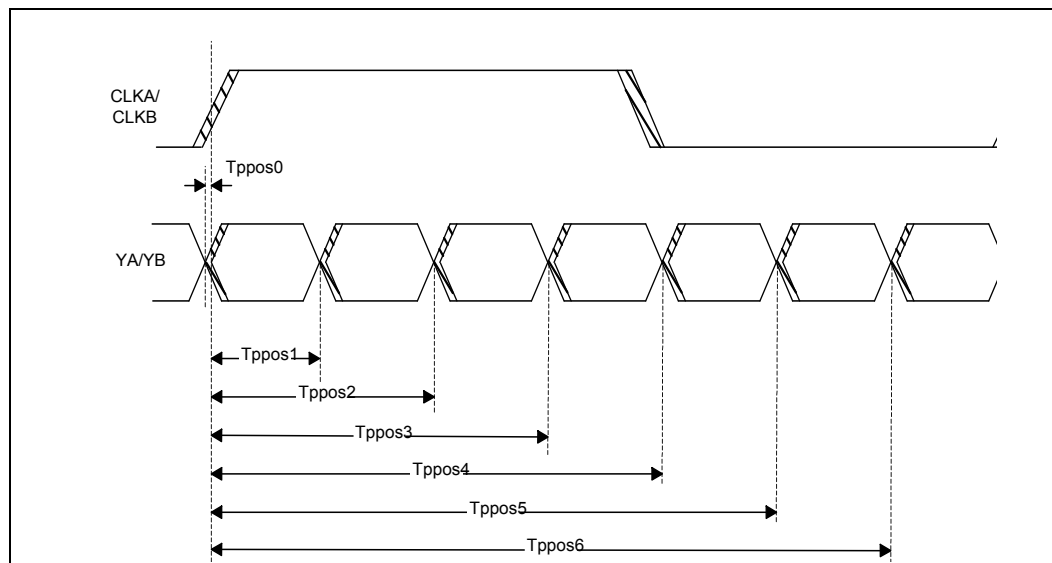 CLKA/
CLKB
Tppos0
YA/YB
Tppos1
Tppos2
Tppos3
Tppos4
Tppos5
Tppos6